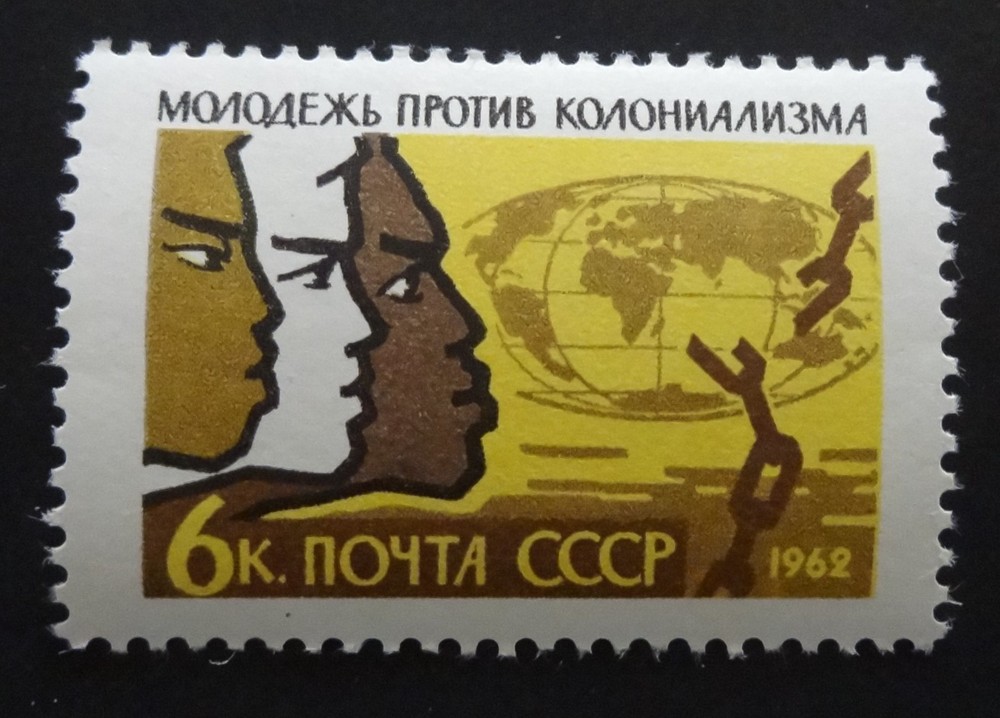 МОЛОДЕЖЬ ПРОТИВ КОЛОНИАЛИЗМА
6К. ПОЧТА СССР 1962